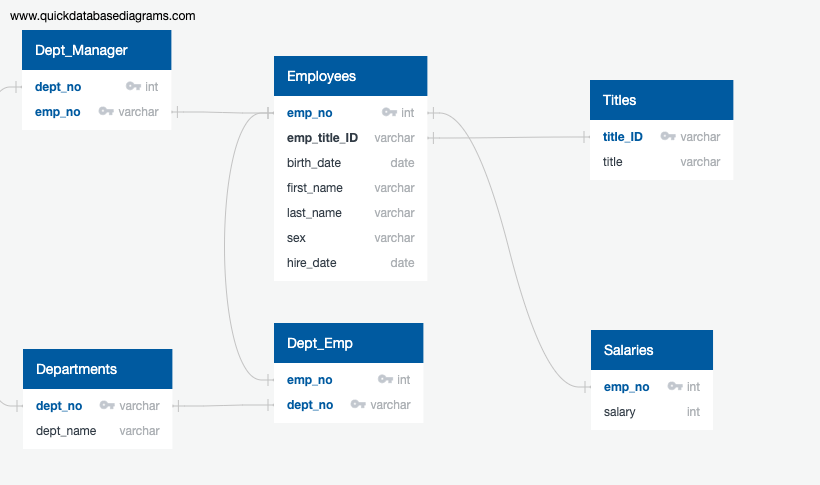 www.quickdatabasediagrams.com
Dept_Manager
dept_no int
emp_no varchar
Employees
emp_no int
emp_title_ID varchar
birth_date date
first_name varchar
last_name varchar
sex varchar
hire_date date
Titles
title_ID varchar
title varchar
Departments
dept_no varchar
dept_name varchar
Dept_Emp
emp_no int
dept_no varchar
Salaries
emp_no int
salary int